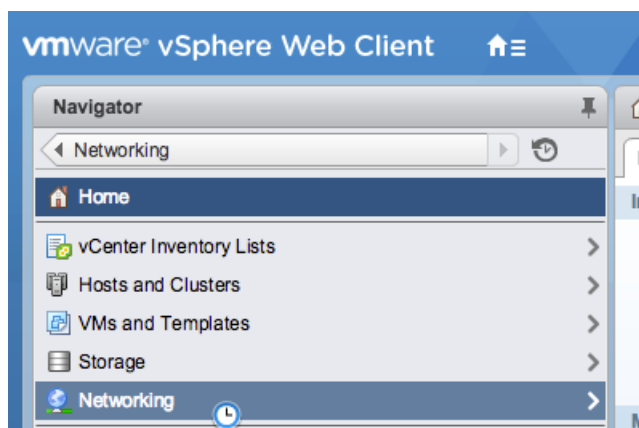 vmware® vSphere Web Client
Navigator
Networking
Home
vCenter Inventory Lists
Hosts and Clusters
VMs and Templates
Storage
Networking